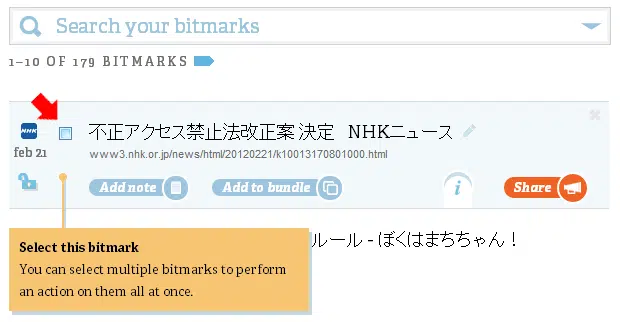 Search your bitmarks
1–10 OF 179 BITMARKS
NHK
不正アクセス禁止法改正案 決定 NHKニュース
feb 21
www3.nhk.or.jp/news/html/20120221/k10013170801000.html
Add note
Add to bundle
i
Share
ルール - ぼくはまちちゃん！
Select this bitmark
You can select multiple bitmarks to perform
an action on them all at once.